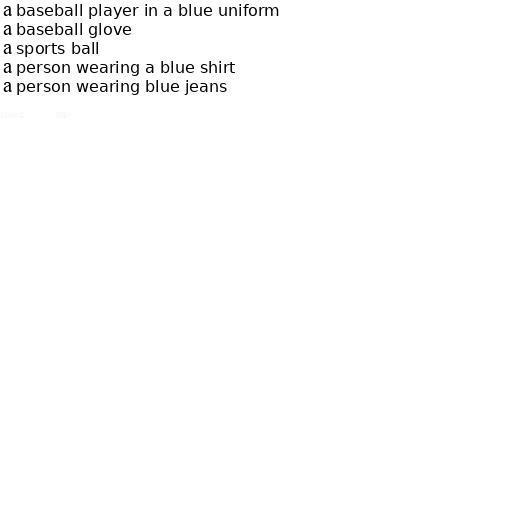 a baseball player in a blue uniform
a baseball glove
a sports ball
a person wearing a blue shirt
a person wearing blue jeans